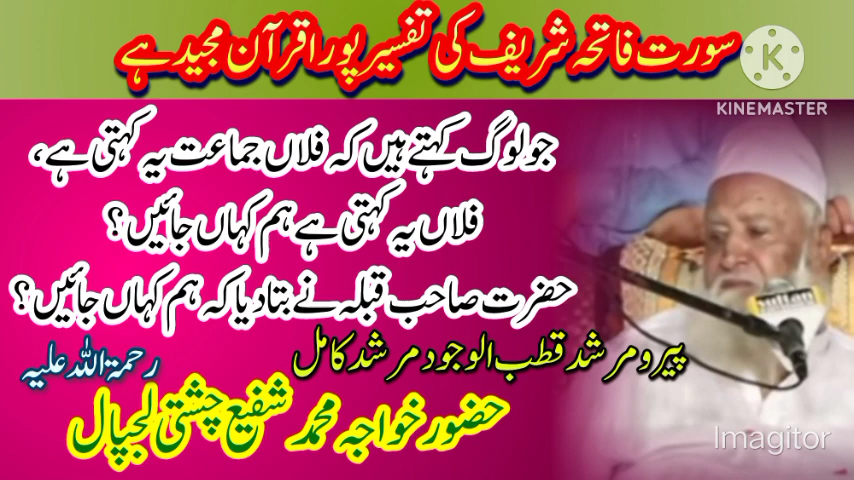 سورت فاتحہ شریف کی تفسیر پورا قرآن مجید ہے
KINEMASTER
جو لوگ کہتے ہیں کہ فلاں جماعت یہ کہتی ہے،
فلاں یہ کہتی ہے ہم کہاں جائیں؟
حضرت صاحب قبلہ نے بتا دیا کہ ہم کہاں جائیں؟
پیر و مرشد قطب الوجود مرشد کامل
رحمۃ اللہ علیہ
حضور خواجہ محمد شفیع چشتی لجپال
Imagitor